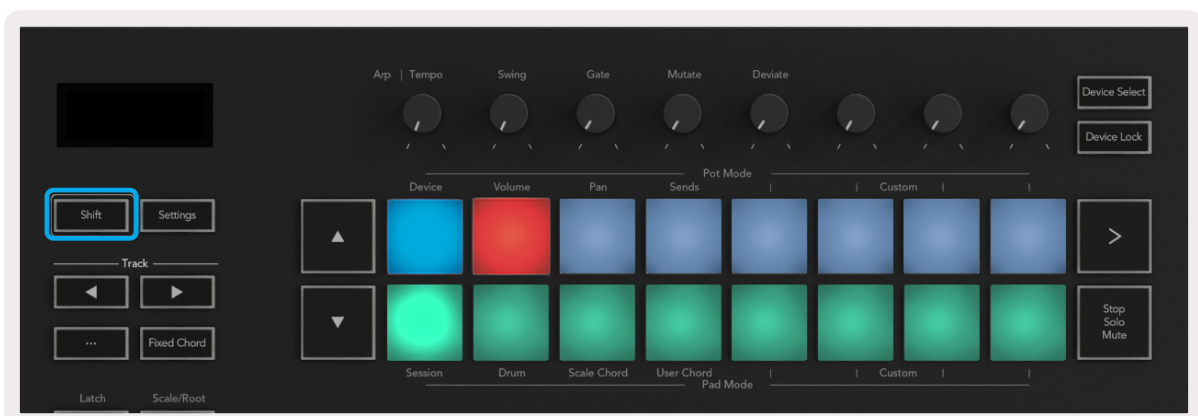 Arp | Tempo Swing Gate Mutate Deviate
Device Select
Device Lock
Pot Mode
Device Volume Pan Sends | | Custom | |
Shift Settings
Track
... Fixed Chord
Stop
Solo
Mute
Session Drum Scale Chord User Chord | | Custom | |
Pad Mode
Latch Scale/Root